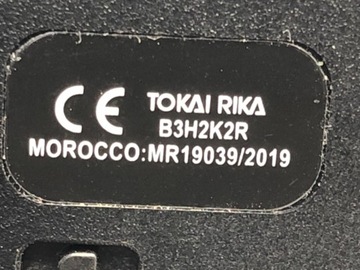 CE TOKAI RIKA
B3H2K2R
MOROCCO:MR19039/2019